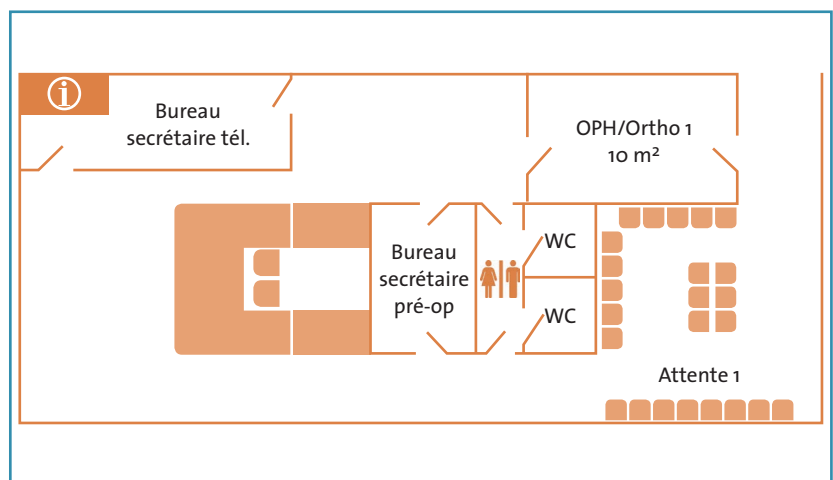 i
Bureau
secrétaire tél.
OPH/Ortho 1
10 m²
Bureau
secrétaire
pré-op
WC
WC
Attente 1